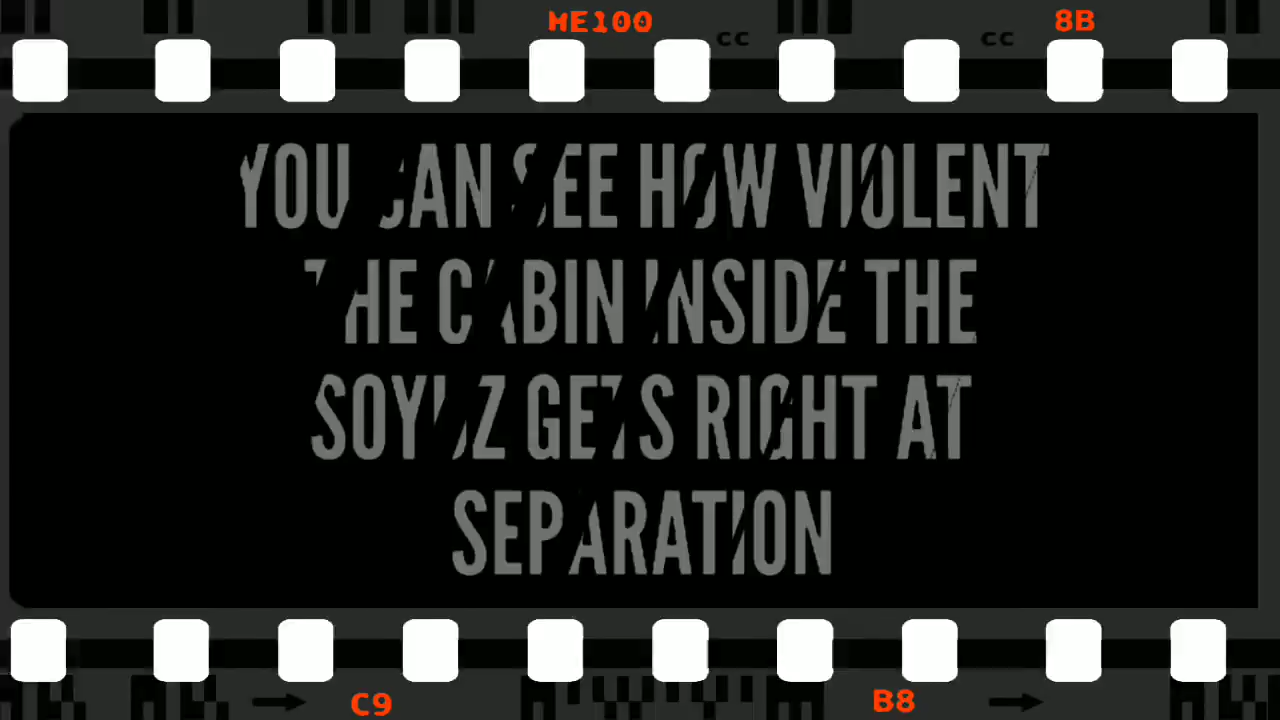 ME100 8B
cc cc
YOU CAN SEE HOW VIOLENT
THE CABIN INSIDE THE
SOYUZ GETS RIGHT AT
SEPARATION
C9 B8